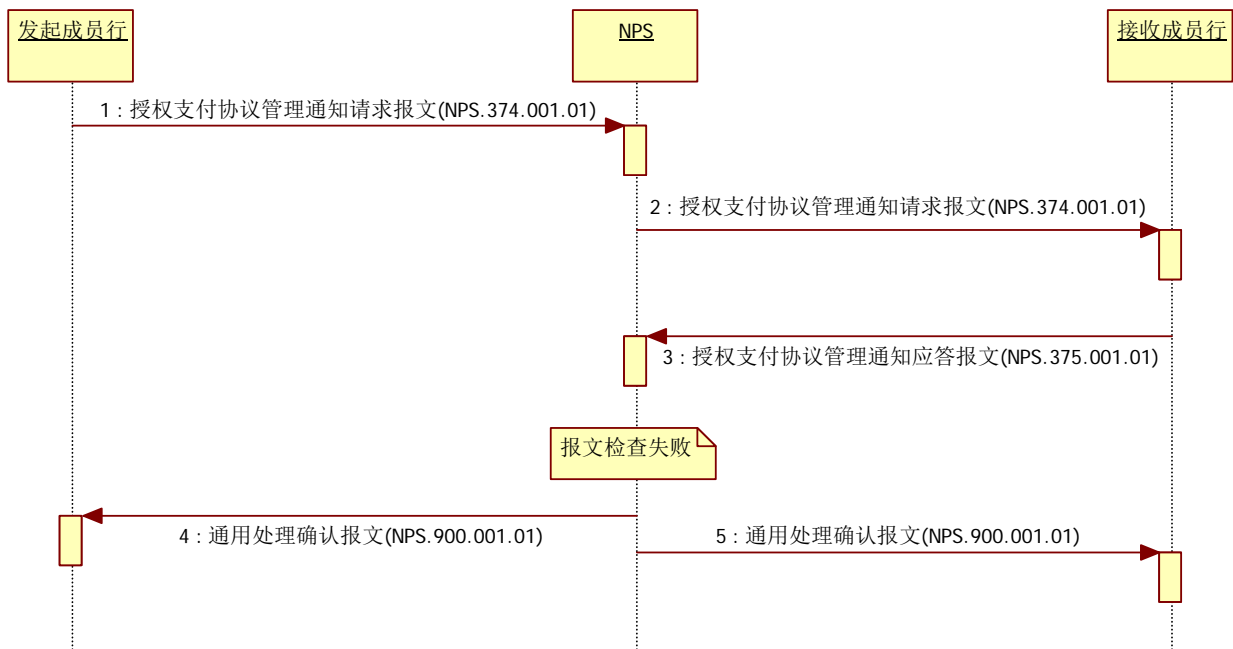 发起成员行
NPS
接收成员行
1 : 授权支付协议管理通知请求报文(NPS.374.001.01)
2 : 授权支付协议管理通知请求报文(NPS.374.001.01)
3 : 授权支付协议管理通知应答报文(NPS.375.001.01)
报文检查失败
4 : 通用处理确认报文(NPS.900.001.01)
5 : 通用处理确认报文(NPS.900.001.01)